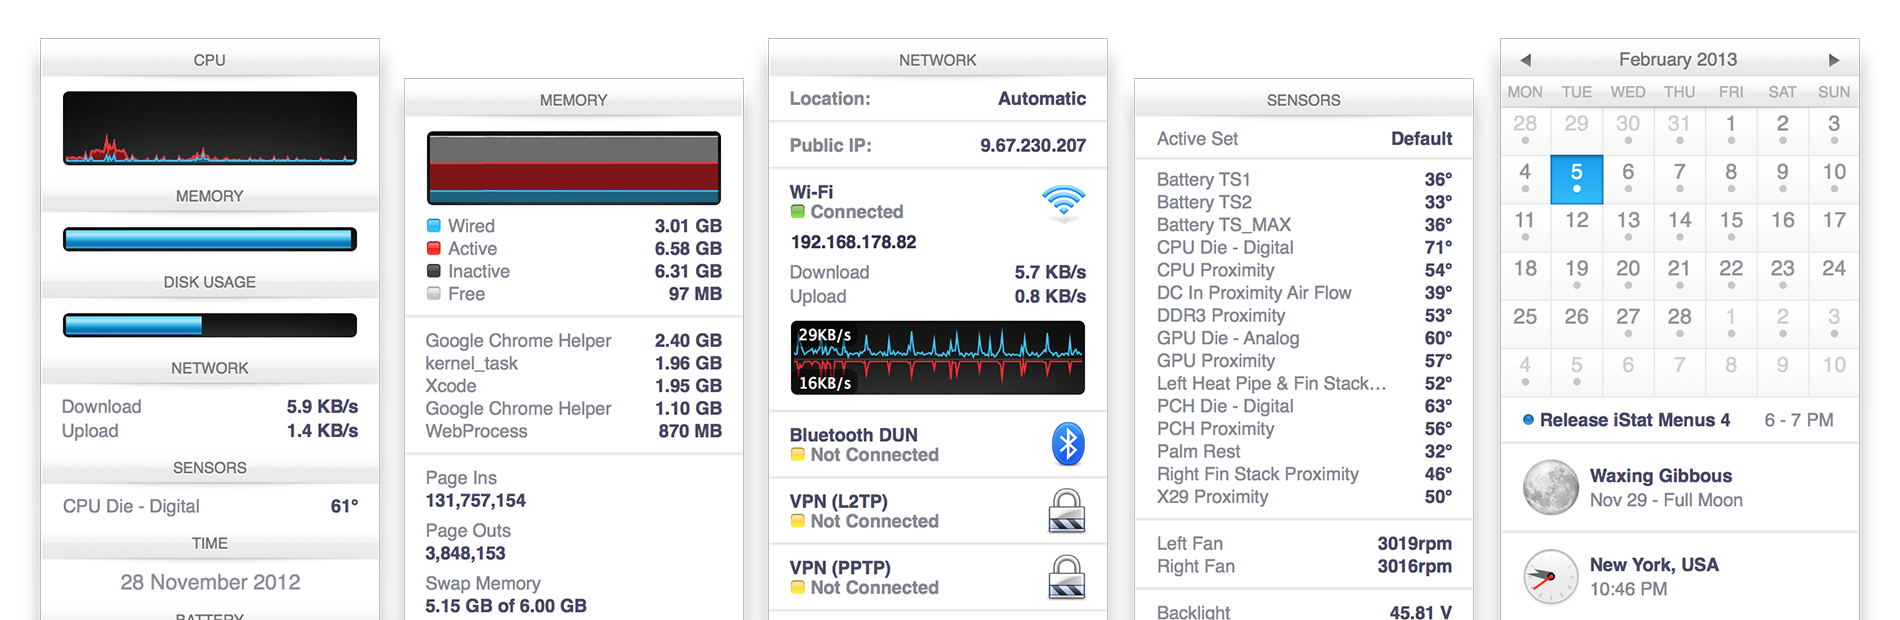 CPU
MEMORY
DISK USAGE
NETWORK
Download 5.9 KB/s
Upload 1.4 KB/s
SENSORS
CPU Die - Digital 61°
TIME
28 November 2012
BATTERY
MEMORY
Wired 3.01 GB
Active 6.58 GB
Inactive 6.31 GB
Free 97 MB
Google Chrome Helper 2.40 GB
kernel_task 1.96 GB
Xcode 1.95 GB
Google Chrome Helper 1.10 GB
WebProcess 870 MB
Page Ins
131,757,154
Page Outs
3,848,153
Swap Memory
5.15 GB of 6.00 GB
NETWORK
Location: Automatic
Public IP: 9.67.230.207
Wi-Fi
Connected
192.168.178.82
Download 5.7 KB/s
Upload 0.8 KB/s
29KB/s
16KB/s
Bluetooth DUN
Not Connected
VPN (L2TP)
Not Connected
VPN (PPTP)
Not Connected
SENSORS
Active Set Default
Battery TS1 36°
Battery TS2 33°
Battery TS_MAX 36°
CPU Die - Digital 71°
CPU Proximity 54°
DC In Proximity Air Flow 39°
DDR3 Proximity 53°
GPU Die - Analog 60°
GPU Proximity 57°
Left Heat Pipe & Fin Stack... 52°
PCH Die - Digital 63°
PCH Proximity 56°
Palm Rest 32°
Right Fin Stack Proximity 46°
X29 Proximity 50°
Left Fan 3019rpm
Right Fan 3016rpm
Backlight 45.81 V
February 2013
MON TUE WED THU FRI SAT SUN
28 29 30 31 1 2 3
4 5 6 7 8 9 10
11 12 13 14 15 16 17
18 19 20 21 22 23 24
25 26 27 28 1 2 3
4 5 6 7 8 9 10
Release iStat Menus 4 6 - 7 PM
Waxing Gibbous
Nov 29 - Full Moon
New York, USA
10:46 PM